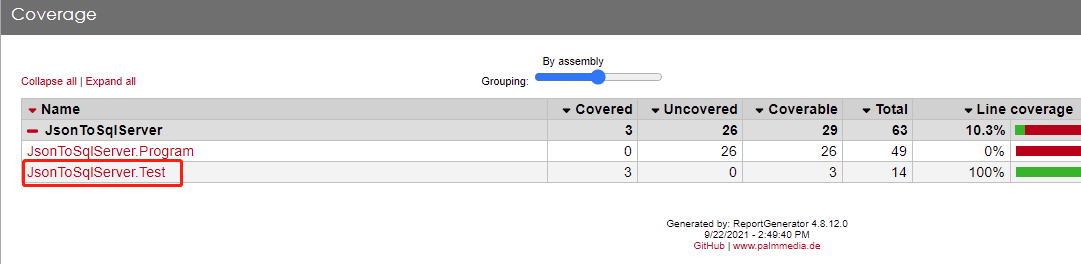 Coverage
By assembly
Collapse all | Expand all
Grouping:
Name Covered Uncovered Coverable Total Line coverage
JsonToSqlServer 3 26 29 63 10.3%
JsonToSqlServer.Program 0 26 26 49 0%
JsonToSqlServer.Test 3 0 3 14 100%
Generated by: ReportGenerator 4.8.12.0
9/22/2021 - 2:49:40 PM
GitHub | www.palmmedia.de